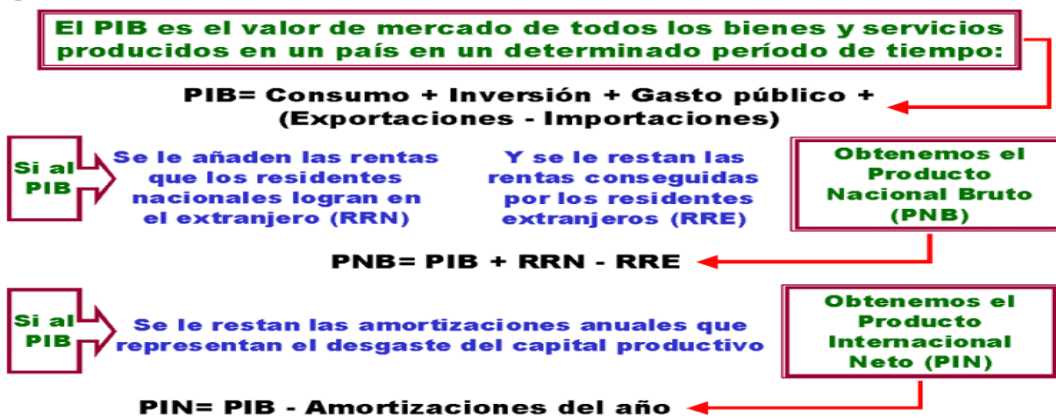 El PIB es el valor de mercado de todos los bienes y servicios
producidos en un país en un determinado período de tiempo:
PIB= Consumo + Inversión + Gasto público +
(Exportaciones - Importaciones)
Si al
PIB
Se le añaden las rentas
que los residentes
nacionales logran en
el extranjero (RRN)
Y se le restan las
rentas conseguidas
por los residentes
extranjeros (RRE)
Obtenemos el
Producto
Nacional Bruto
(PNB)
PNB= PIB + RRN - RRE
Si al
PIB
Se le restan las amortizaciones anuales que
representan el desgaste del capital productivo
Obtenemos el
Producto
Internacional
Neto (PIN)
PIN= PIB - Amortizaciones del año